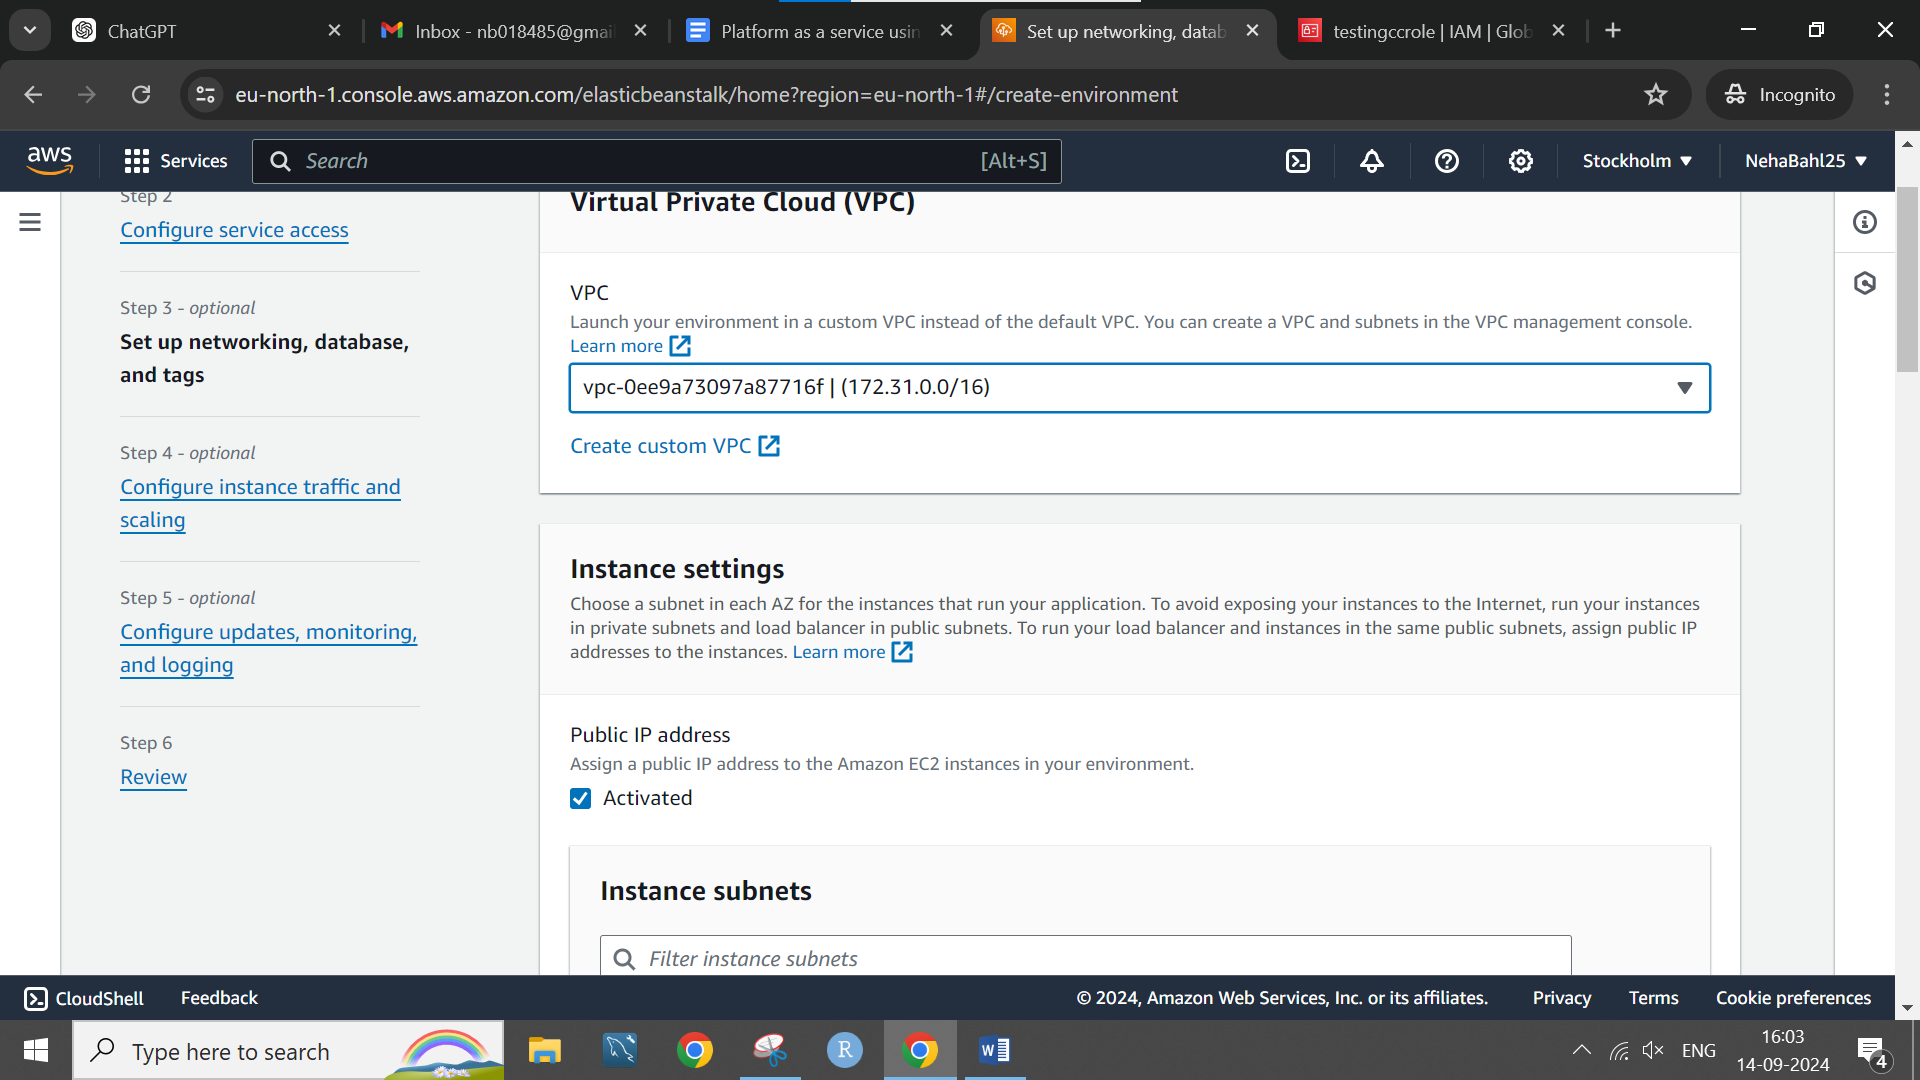 ChatGPT
Inbox - nb018485@gmai
Platform as a service usin
Set up networking, datab
testingccrole | IAM | Glob
eu-north-1.console.aws.amazon.com/elasticbeanstalk/home?region=eu-north-1#/create-environment
Incognito
aws
Services
Search
[Alt+S]
Stockholm
NehaBahl25
Step 2
Configure service access
Step 3 - optional
Set up networking, database,
and tags
Step 4 - optional
Configure instance traffic and
scaling
Step 5 - optional
Configure updates, monitoring,
and logging
Step 6
Review
Virtual Private Cloud (VPC)
VPC
Launch your environment in a custom VPC instead of the default VPC. You can create a VPC and subnets in the VPC management console.
Learn more
vpc-0ee9a73097a87716f | (172.31.0.0/16)
Create custom VPC
Instance settings
Choose a subnet in each AZ for the instances that run your application. To avoid exposing your instances to the Internet, run your instances
in private subnets and load balancer in public subnets. To run your load balancer and instances in the same public subnets, assign public IP
addresses to the instances. Learn more
Public IP address
Assign a public IP address to the Amazon EC2 instances in your environment.
Activated
Instance subnets
Filter instance subnets
CloudShell
Feedback
© 2024, Amazon Web Services, Inc. or its affiliates.
Privacy
Terms
Cookie preferences
Type here to search
R
W
ENG
16:03
14-09-2024
4